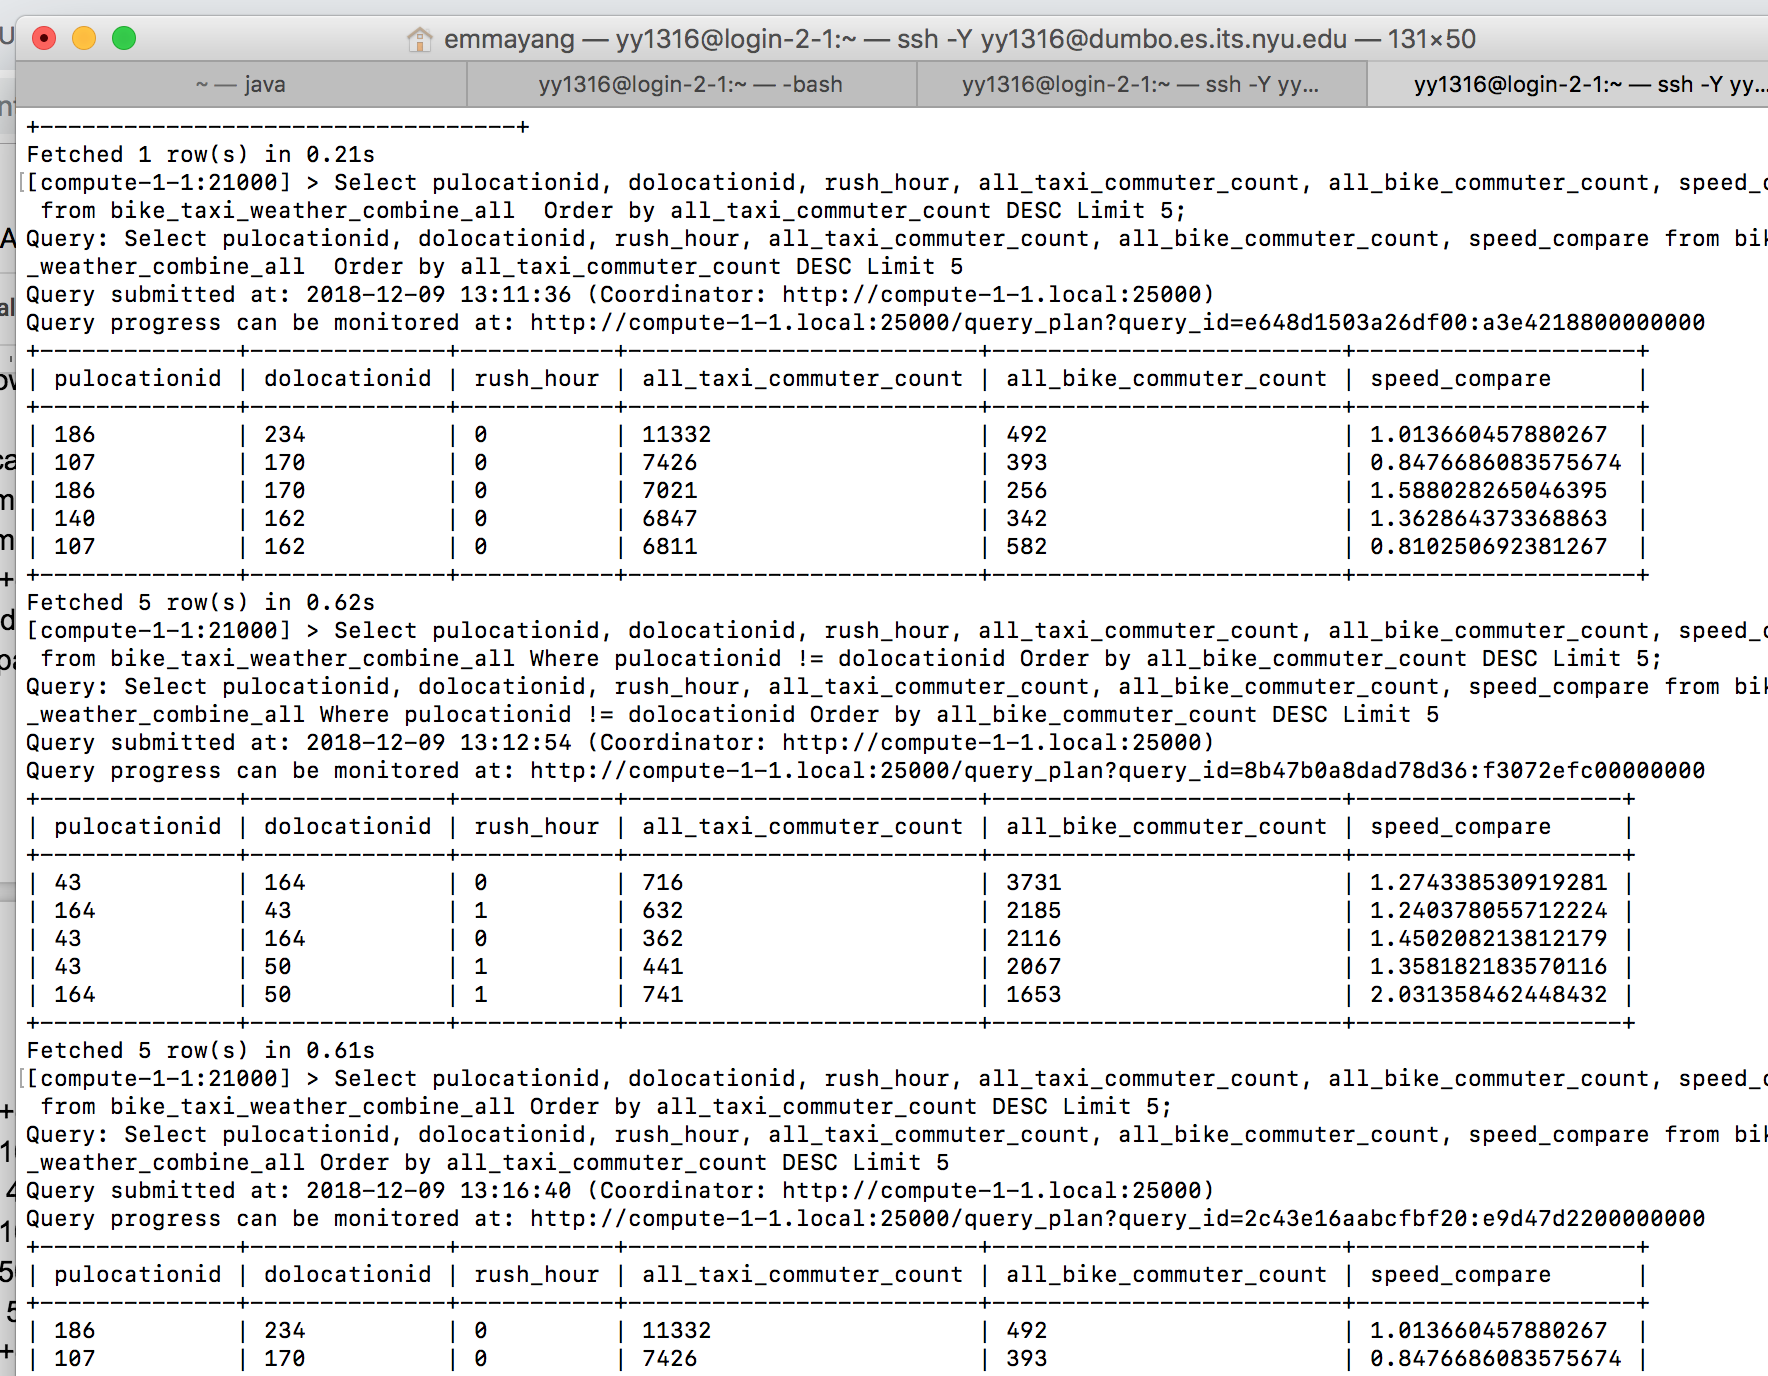 emmayang — yy1316@login-2-1:~ — ssh -Y yy1316@dumbo.es.its.nyu.edu — 131×50
~ — java
yy1316@login-2-1:~ — -bash
yy1316@login-2-1:~ — ssh -Y yy...
yy1316@login-2-1:~ — ssh -Y yy...
+----------------------------------+
Fetched 1 row(s) in 0.21s
[[compute-1-1:21000] > Select pulocationid, dolocationid, rush_hour, all_taxi_commuter_count, all_bike_commuter_count,
from bike_taxi_weather_combine_all  Order by all_taxi_commuter_count DESC Limit 5;
Query: Select pulocationid, dolocationid, rush_hour, all_taxi_commuter_count, all_bike_commuter_count, speed_compare from
_weather_combine_all  Order by all_taxi_commuter_count DESC Limit 5
Query submitted at: 2018-12-09 13:11:36 (Coordinator: http://compute-1-1.local:25000)
Query progress can be monitored at: http://compute-1-1.local:25000/query_plan?query_id=e648d1503a26df00:a3e4218800000000
+--------------+--------------+-----------+-------------------------+-------------------------+--------------------+
| pulocationid | dolocationid | rush_hour | all_taxi_commuter_count | all_bike_commuter_count | speed_compare      |
+--------------+--------------+-----------+-------------------------+-------------------------+--------------------+
| 186          | 234          | 0         | 11332                   | 492                     | 1.013660457880267  |
| 107          | 170          | 0         | 7426                    | 393                     | 0.8476686083575674 |
| 186          | 170          | 0         | 7021                    | 256                     | 1.588028265046395  |
| 140          | 162          | 0         | 6847                    | 342                     | 1.362864373368863  |
| 107          | 162          | 0         | 6811                    | 582                     | 0.810250692381267  |
+--------------+--------------+-----------+-------------------------+-------------------------+--------------------+
Fetched 5 row(s) in 0.62s
[compute-1-1:21000] > Select pulocationid, dolocationid, rush_hour, all_taxi_commuter_count, all_bike_commuter_count,
from bike_taxi_weather_combine_all Where pulocationid != dolocationid Order by all_bike_commuter_count DESC Limit 5;
Query: Select pulocationid, dolocationid, rush_hour, all_taxi_commuter_count, all_bike_commuter_count, speed_compare from
_weather_combine_all Where pulocationid != dolocationid Order by all_bike_commuter_count DESC Limit 5
Query submitted at: 2018-12-09 13:12:54 (Coordinator: http://compute-1-1.local:25000)
Query progress can be monitored at: http://compute-1-1.local:25000/query_plan?query_id=8b47b0a8dad78d36:f3072efc00000000
+--------------+--------------+-----------+-------------------------+-------------------------+-------------------+
| pulocationid | dolocationid | rush_hour | all_taxi_commuter_count | all_bike_commuter_count | speed_compare     |
+--------------+--------------+-----------+-------------------------+-------------------------+-------------------+
| 43           | 164          | 0         | 716                     | 3731                    | 1.274338530919281 |
| 164          | 43           | 1         | 632                     | 2185                    | 1.240378055712224 |
| 43           | 164          | 0         | 362                     | 2116                    | 1.450208213812179 |
| 43           | 50           | 1         | 441                     | 2067                    | 1.358182183570116 |
| 164          | 50           | 1         | 741                     | 1653                    | 2.031358462448432 |
+--------------+--------------+-----------+-------------------------+-------------------------+-------------------+
Fetched 5 row(s) in 0.61s
[[compute-1-1:21000] > Select pulocationid, dolocationid, rush_hour, all_taxi_commuter_count, all_bike_commuter_count,
from bike_taxi_weather_combine_all Order by all_taxi_commuter_count DESC Limit 5;
Query: Select pulocationid, dolocationid, rush_hour, all_taxi_commuter_count, all_bike_commuter_count, speed_compare from
_weather_combine_all Order by all_taxi_commuter_count DESC Limit 5
Query submitted at: 2018-12-09 13:16:40 (Coordinator: http://compute-1-1.local:25000)
Query progress can be monitored at: http://compute-1-1.local:25000/query_plan?query_id=2c43e16aabcfbf20:e9d47d2200000000
+--------------+--------------+-----------+-------------------------+-------------------------+--------------------+
| pulocationid | dolocationid | rush_hour | all_taxi_commuter_count | all_bike_commuter_count | speed_compare      |
+--------------+--------------+-----------+-------------------------+-------------------------+--------------------+
| 186          | 234          | 0         | 11332                   | 492                     | 1.013660457880267  |
| 107          | 170          | 0         | 7426                    | 393                     | 0.8476686083575674 |